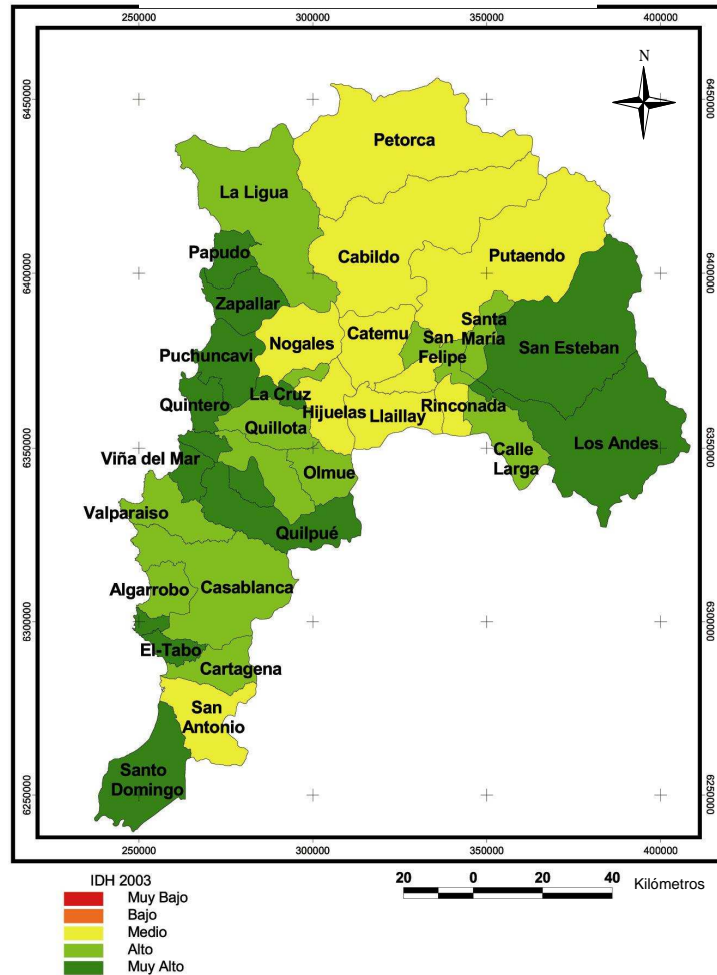 250000 300000 350000 400000
N
6450000 6450000
Petorca
La Ligua
Papudo
Cabildo
Putaendo
6400000 6400000
Zapallar
Santa
María
Nogales
Catemu
San
Felipe
San Esteban
Puchuncavi
La Cruz
Quintero
Hijuelas
Llaillay
Rinconada
Quillota
Los Andes
6350000 6350000
Calle
Larga
Viña del Mar
Olmue
Valparaiso
Quilpué
Algarrobo
Casablanca
6300000 6300000
El-Tabo
Cartagena
San
Antonio
Santo
Domingo
6250000 6250000
250000 300000 350000 400000
IDH 2003
Muy Bajo
Bajo
Medio
Alto
Muy Alto
20 0 20 40 Kilómetros